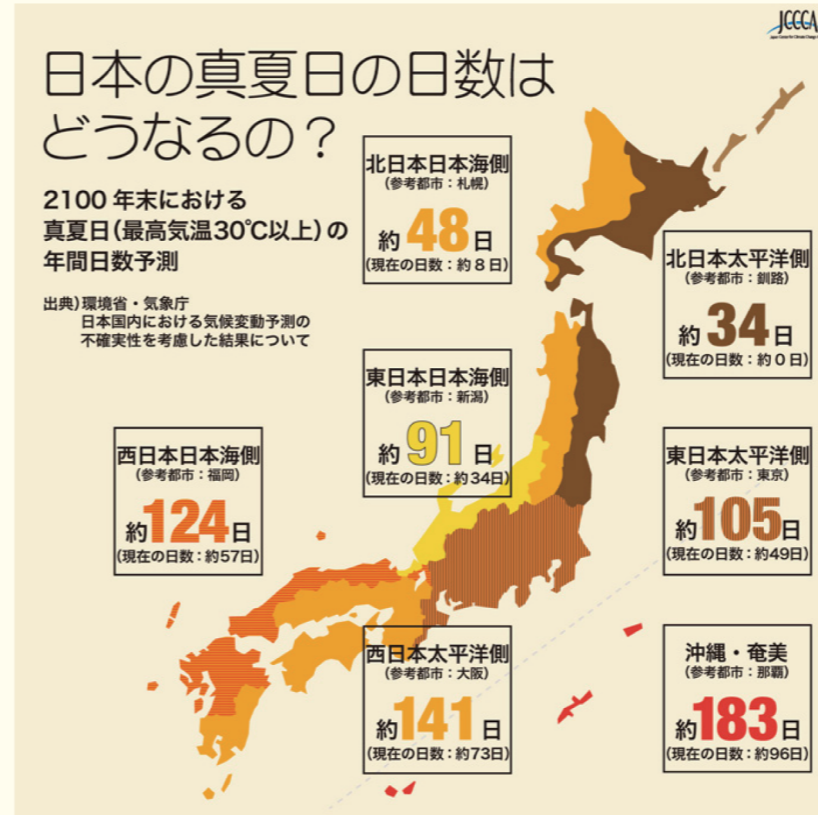 JCCCA
日本の真夏日の日数は
どうなるの？
2100 年末における
真夏日（最高気温30℃以上）の
年間日数予測
出典）環境省・気象庁
日本国内における気候変動予測の
不確実性を考慮した結果について
北日本日本海側
（参考都市：札幌）
約48日
（現在の日数：約８日）
北日本太平洋側
（参考都市：釧路）
約34日
（現在の日数：約０日）
東日本日本海側
（参考都市：新潟）
約91日
（現在の日数：約34日）
西日本日本海側
（参考都市：福岡）
約124日
（現在の日数：約57日）
東日本太平洋側
（参考都市：東京）
約105日
（現在の日数：約49日）
西日本太平洋側
（参考都市：大阪）
約141日
（現在の日数：約73日）
沖縄・奄美
（参考都市：那覇）
約183日
（現在の日数：約96日）